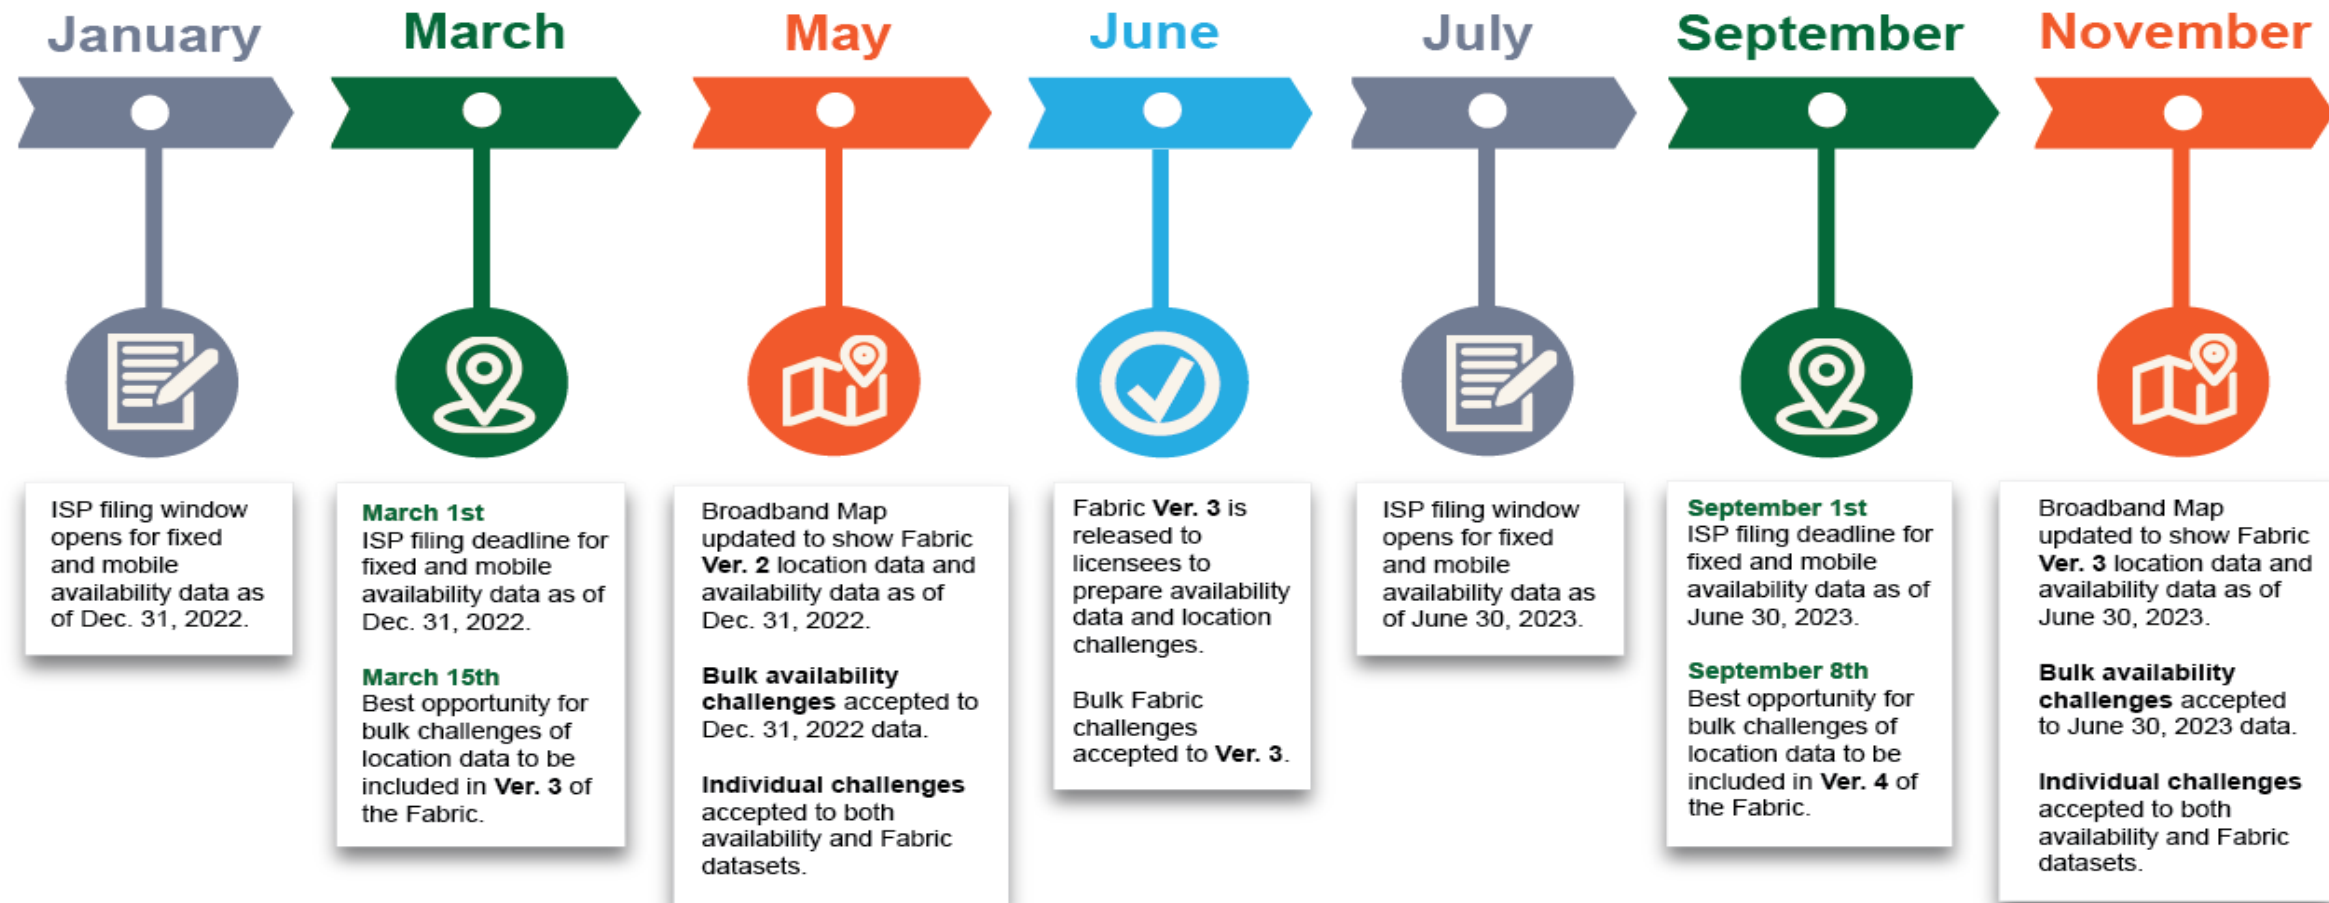 January
March
May
June
July
September
November
ISP filing window
opens for fixed
and mobile
availability data as
of Dec. 31, 2022.
March 1st
ISP filing deadline for
fixed and mobile
availability data as of
Dec. 31, 2022.
March 15th
Best opportunity for
bulk challenges of
location data to be
included in Ver. 3 of
the Fabric.
Broadband Map
updated to show Fabric
Ver. 2 location data and
availability data as of
Dec. 31, 2022.
Bulk availability
challenges accepted to
Dec. 31, 2022 data.
Individual challenges
accepted to both
availability and Fabric
datasets.
Fabric Ver. 3 is
released to
licensees to
prepare availability
data and location
challenges.
Bulk Fabric
challenges
accepted to Ver. 3.
ISP filing window
opens for fixed
and mobile
availability data as
of June 30, 2023.
September 1st
ISP filing deadline for
fixed and mobile
availability data as of
June 30, 2023.
September 8th
Best opportunity for
bulk challenges of
location data to be
included in Ver. 4 of
the Fabric.
Broadband Map
updated to show Fabric
Ver. 3 location data and
availability data as of
June 30, 2023.
Bulk availability
challenges accepted
to June 30, 2023 data.
Individual challenges
accepted to both
availability and Fabric
datasets.